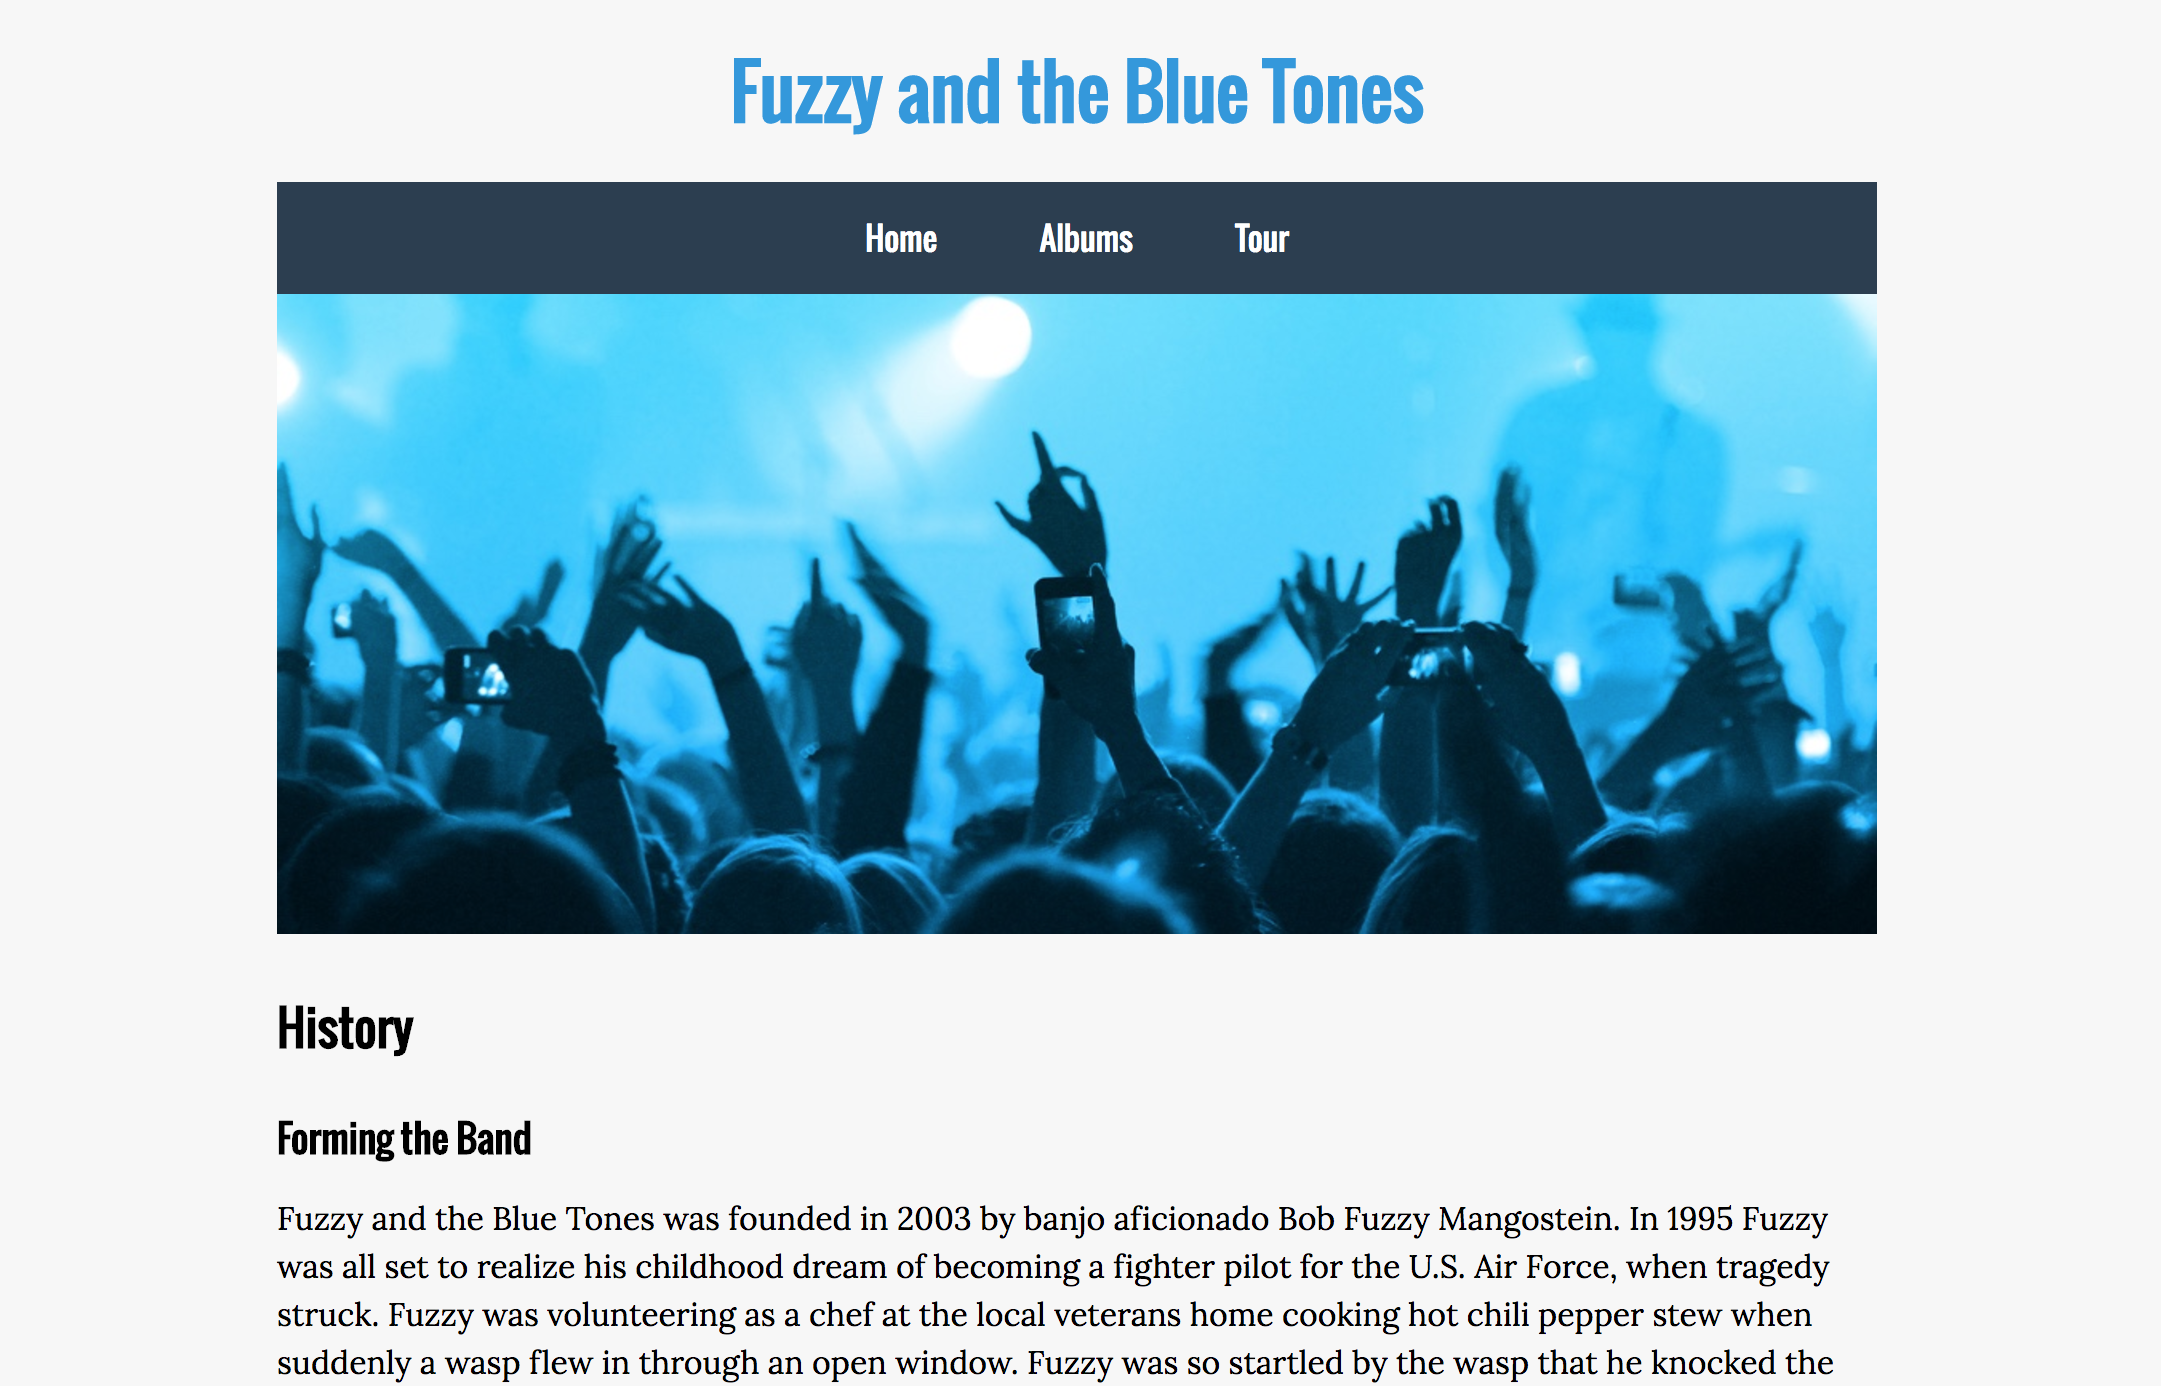 Fuzzy and the Blue Tones
Home Albums Tour
History
Forming the Band
Fuzzy and the Blue Tones was founded in 2003 by banjo aficionado Bob Fuzzy Mangostein. In 1995 Fuzzy
was all set to realize his childhood dream of becoming a fighter pilot for the U.S. Air Force, when tragedy
struck. Fuzzy was volunteering as a chef at the local veterans home cooking hot chili pepper stew when
suddenly a wasp flew in through an open window. Fuzzy was so startled by the wasp that he knocked the